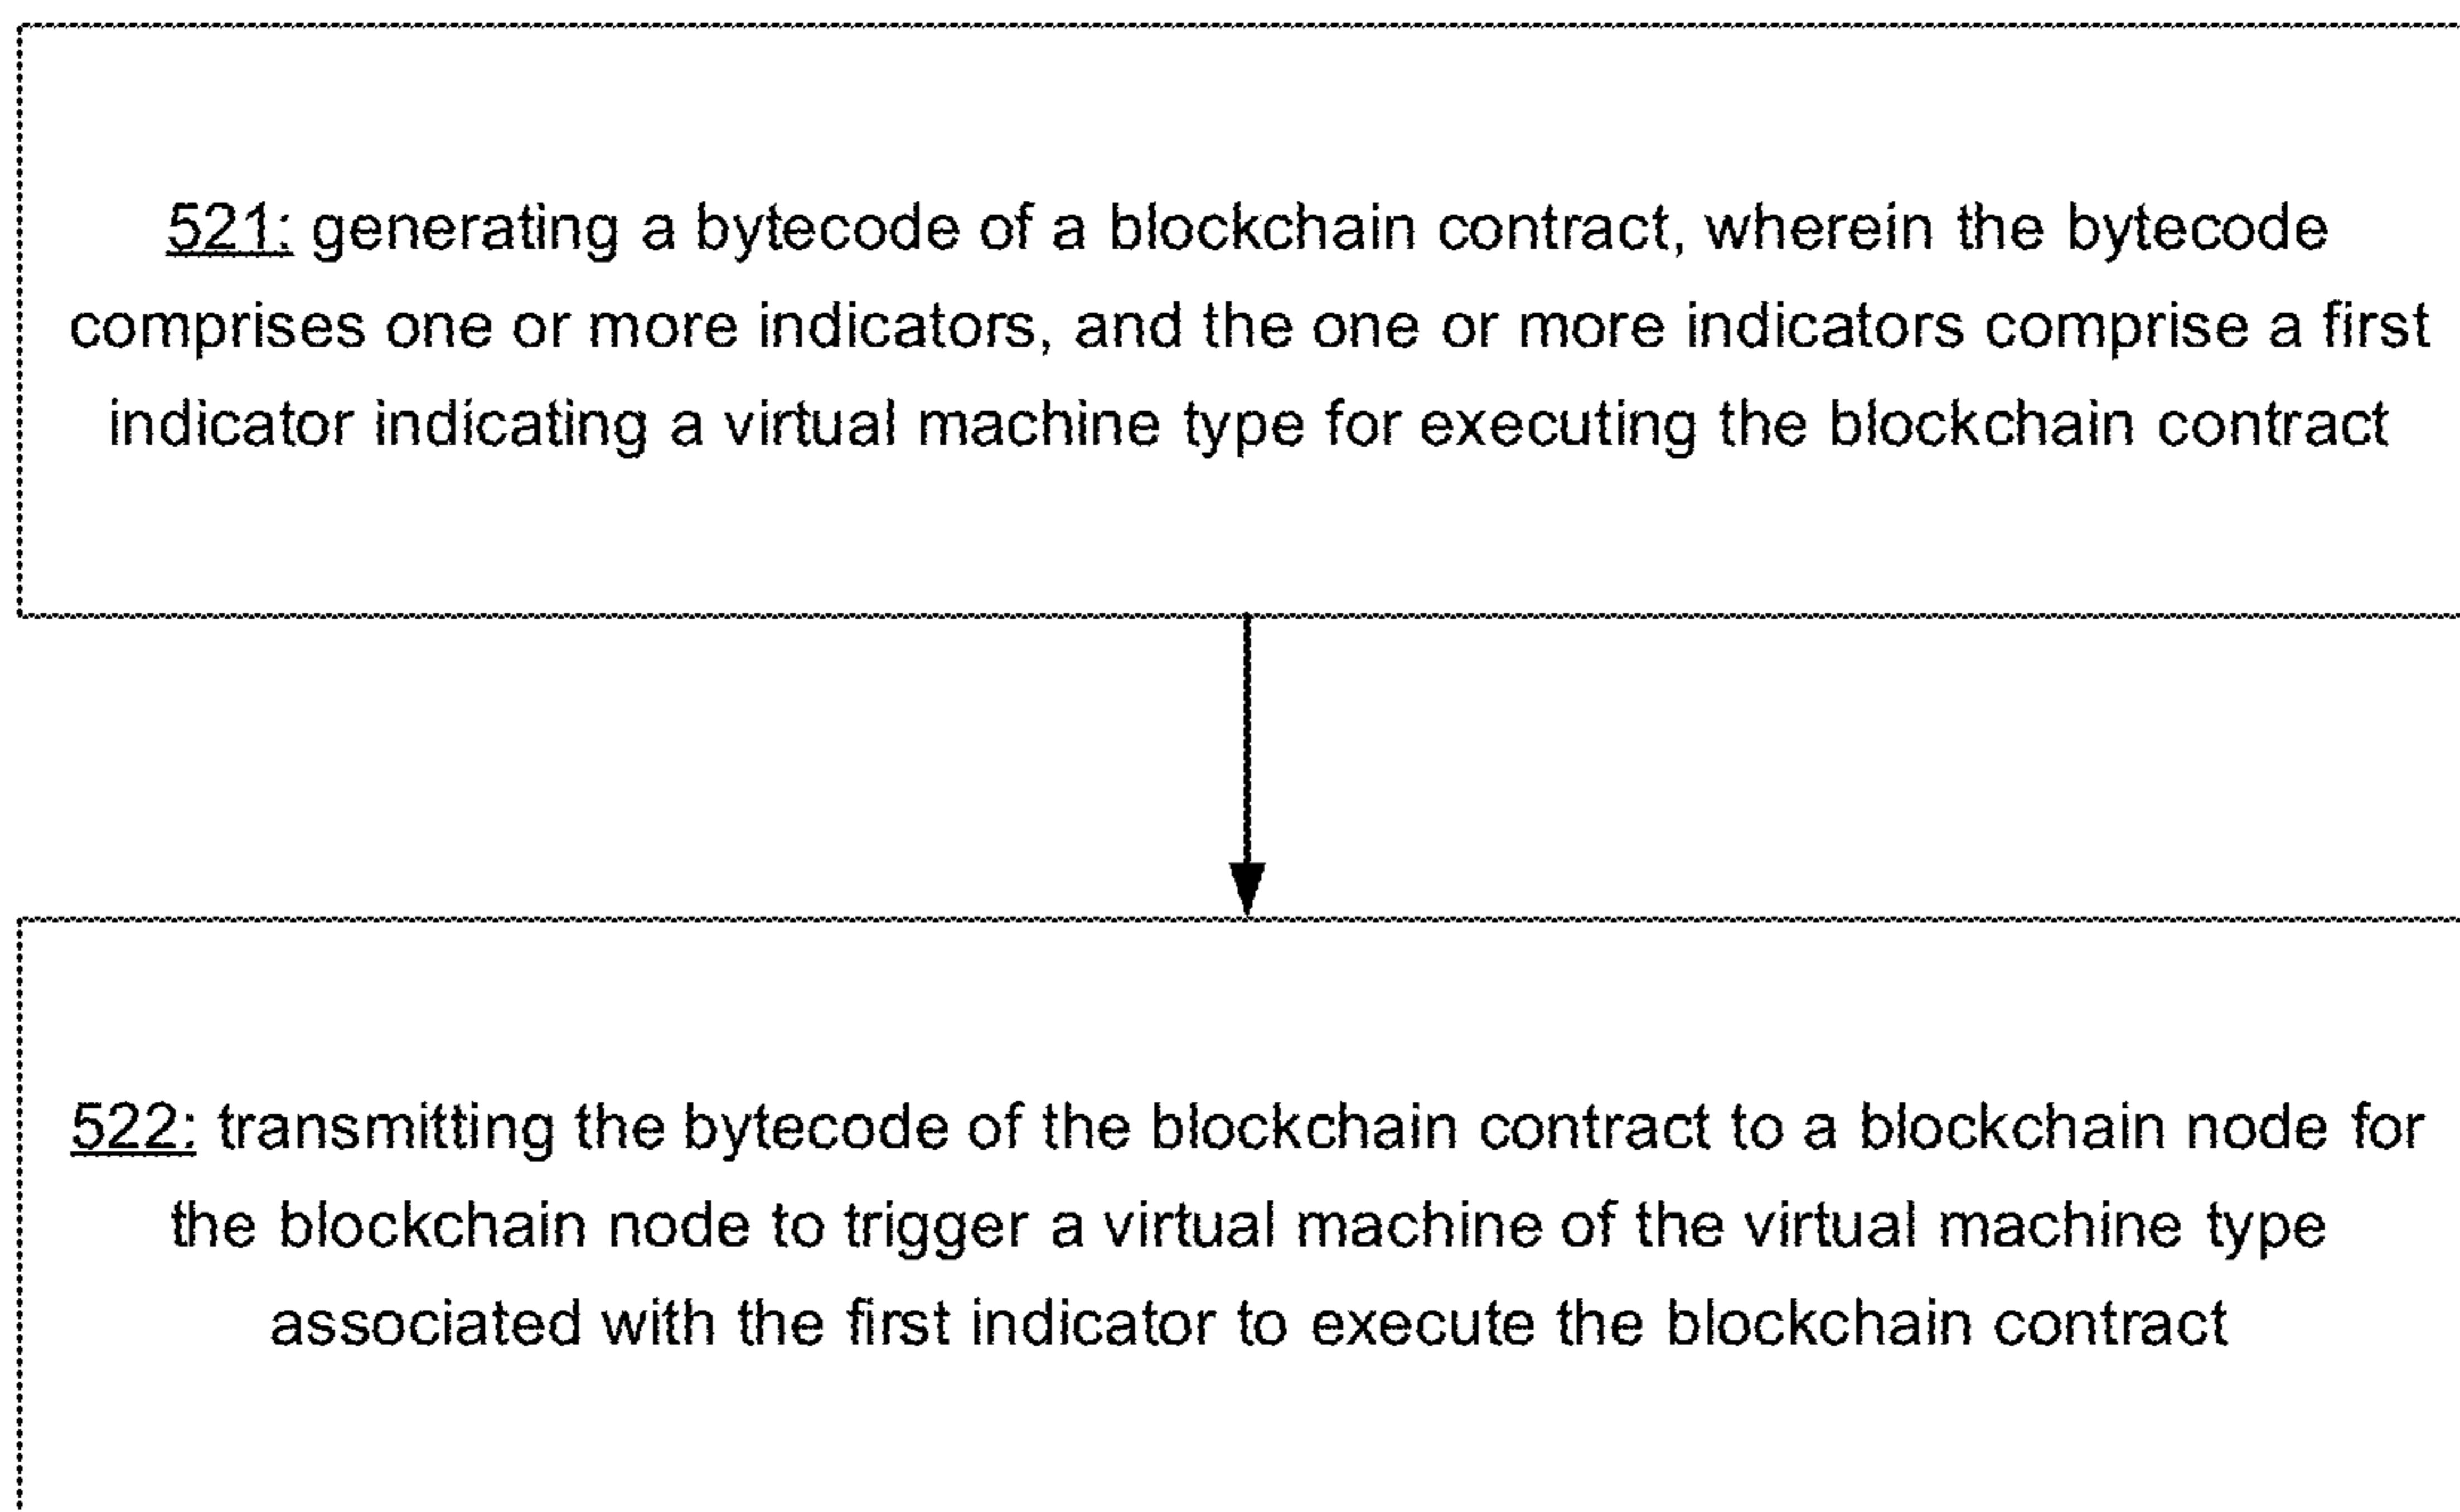 521: generating a bytecode of a blockchain contract, wherein the bytecode
comprises one or more indicators, and the one or more indicators comprise a first
indicator indicating a virtual machine type for executing the blockchain contract
522: transmitting the bytecode of the blockchain contract to a blockchain node for
the blockchain node to trigger a virtual machine of the virtual machine type
associated with the first indicator to execute the blockchain contract